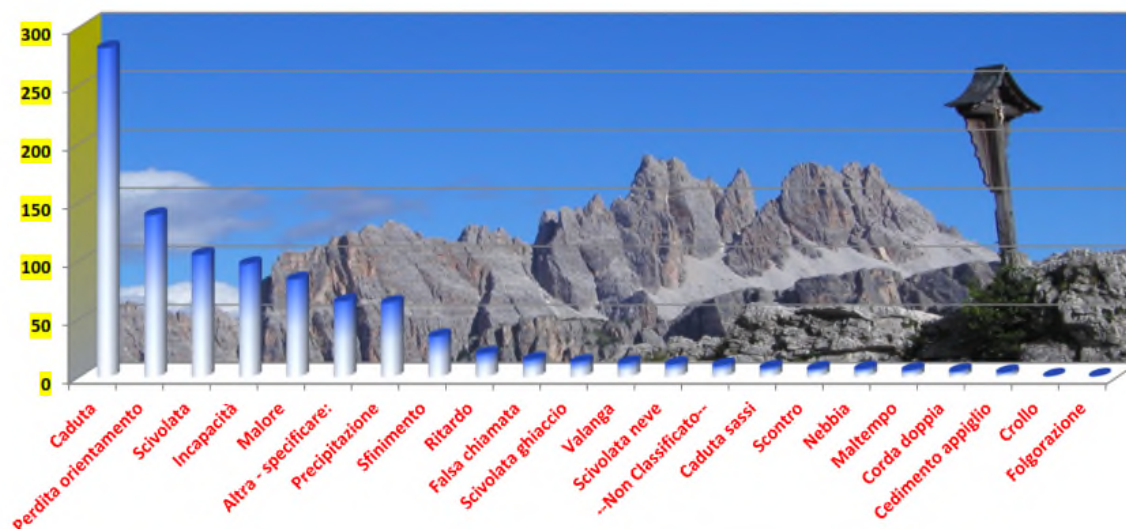 300
250
200
150
100
50
0
Caduta
Perdita orientamento
Scivolata
Incapacità
Malore
Altra - specificare:
Precipitazione
Sfinimento
Ritardo
Falsa chiamata
Scivolata ghiaccio
Valanga
Scivolata neve
--Non Classificato--
Caduta sassi
Scontro
Nebbia
Maltempo
Corda doppia
Cedimento appiglio
Crollo
Folgorazione